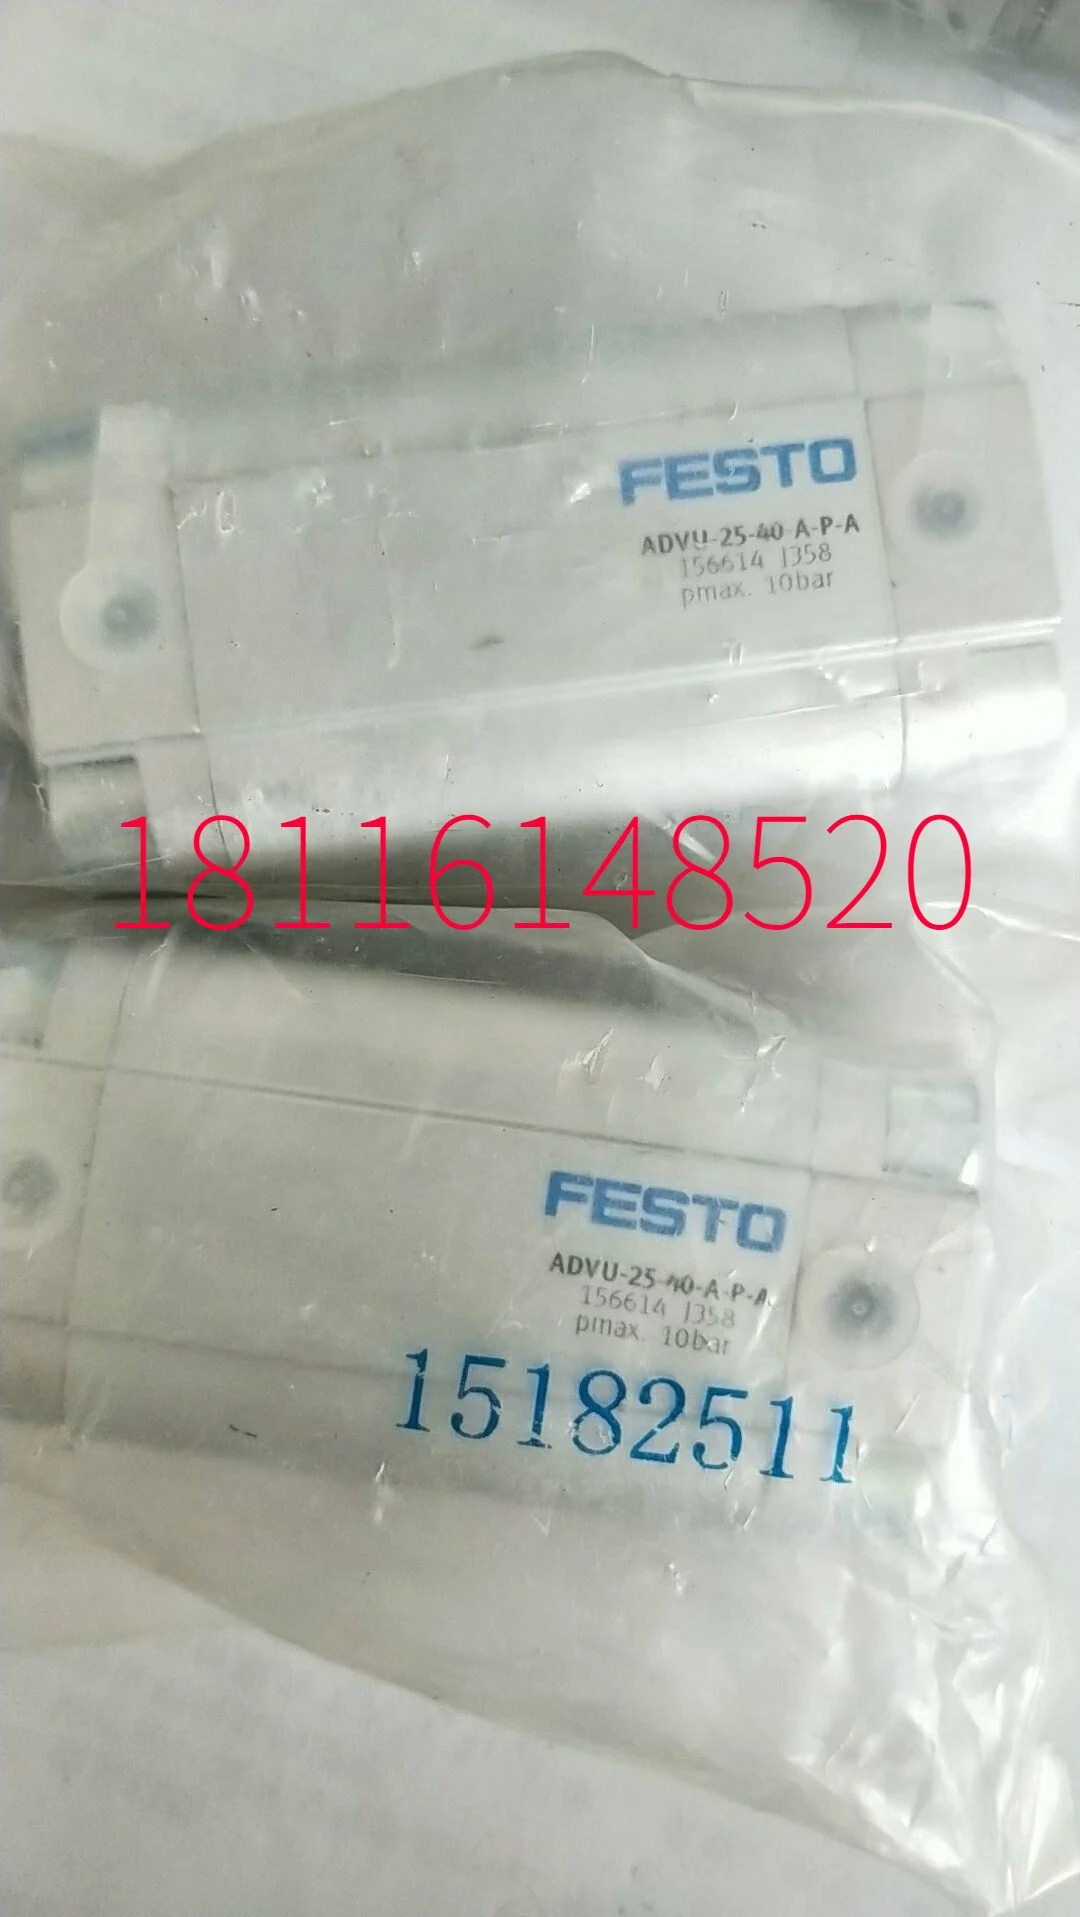 FESTO
ADVU-25-40 A-P-A
156614 J358
pmax. 10bar
18116148520
FESTO
ADVU-25-40-A-P-A
156614 J358
pmax. 10bar
15182511